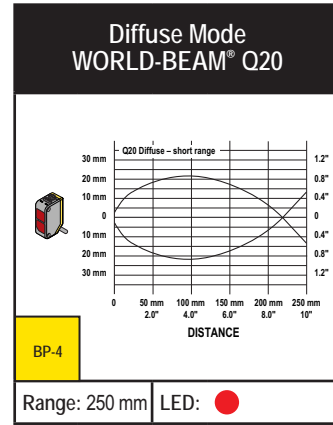 Diffuse Mode
WORLD-BEAM® Q20
Q20 Diffuse – short range
30 mm 1.2"
20 mm 0.8"
10 mm 0.4"
0 0
10 mm 0.4"
20 mm 0.8"
30 mm 1.2"
0 50 mm 100 mm 150 mm 200 mm 250 mm
2.0" 4.0" 6.0" 8.0" 10"
DISTANCE
BP-4
Range: 250 mm LED: